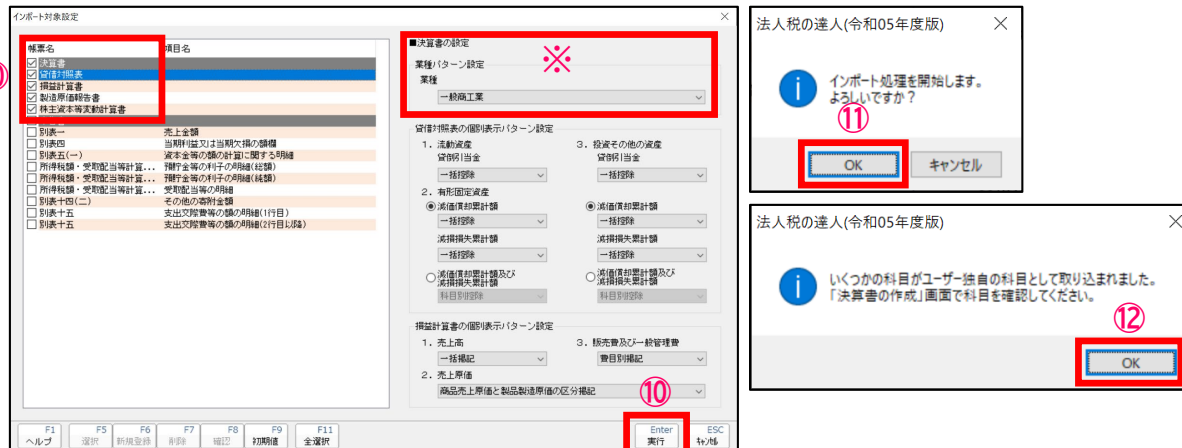 インポート対象設定
帳票名 項目名
決算書
貸借対照表
損益計算書
製造原価報告書
株主資本等変動計算書
別表一 売上金額
別表四 当期利益又は当期欠損の額欄
別表五(一) 資本金等の額の計算に関する明細
所得税額・受取配当等計算... 預貯金等の利子の明細(総額)
所得税額・受取配当等計算... 預貯金等の利子の明細(純額)
所得税額・受取配当等計算... 受取配当等の明細
別表十四(二) その他の寄附金額
別表十五 支出交際費等の額の明細(1行目)
別表十五 支出交際費等の額の明細(2行目以降)
■決算書の設定
※
業種パターン設定
業種
一般商工業
貸借対照表の個別表示パターン設定
1. 流動資産 3. 投資その他の資産
貸倒引当金 貸倒引当金
一括控除 一括控除
2. 有形固定資産
減価償却累計額 減価償却累計額
一括控除 一括控除
減損損失累計額 減損損失累計額
一括控除 一括控除
減価償却累計額及び 減価償却累計額及び
減損損失累計額 減損損失累計額
科目別控除 科目別控除
損益計算書の個別表示パターン設定
1. 売上高 3. 販売費及び一般管理費
一括掲記 費目別掲記
2. 売上原価
商品売上原価と製品製造原価の区分掲記
⑩
F1 F5 F6 F7 F8 F9 F11 Enter ESC
ヘルプ 選択 新規登録 削除 確認 初期値 全選択 実行 ｷｬﾝｾﾙ
法人税の達人(令和05年度版)
インポート処理を開始します。
よろしいですか？
⑪
OK キャンセル
法人税の達人(令和05年度版)
いくつかの科目がユーザー独自の科目として取り込まれました。
「決算書の作成」画面で科目を確認してください。
⑫
OK